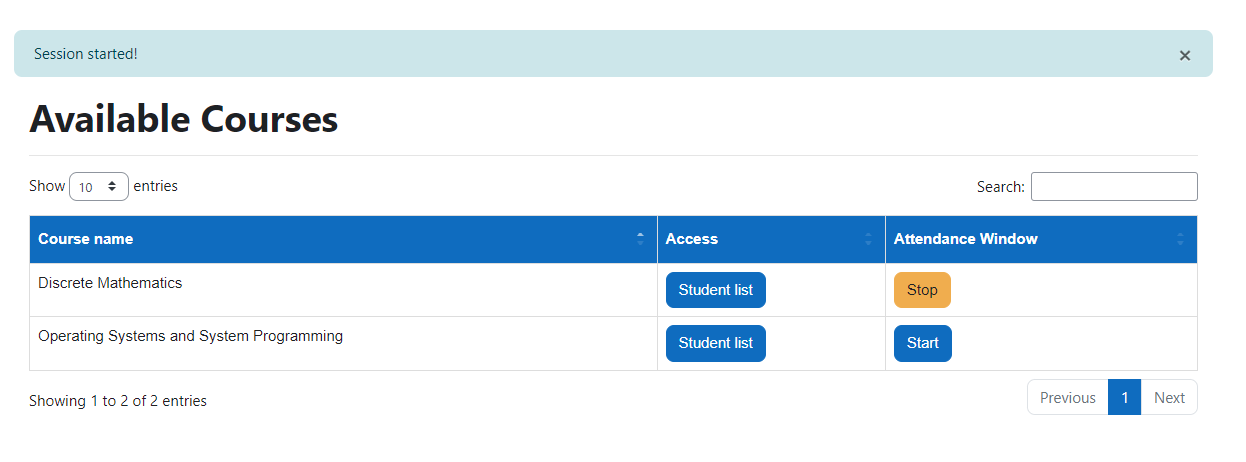 Session started!
×
Available Courses
Show 10 entries
Search:
Course name Access Attendance Window
Discrete Mathematics Student list Stop
Operating Systems and System Programming Student list Start
Showing 1 to 2 of 2 entries
Previous 1 Next